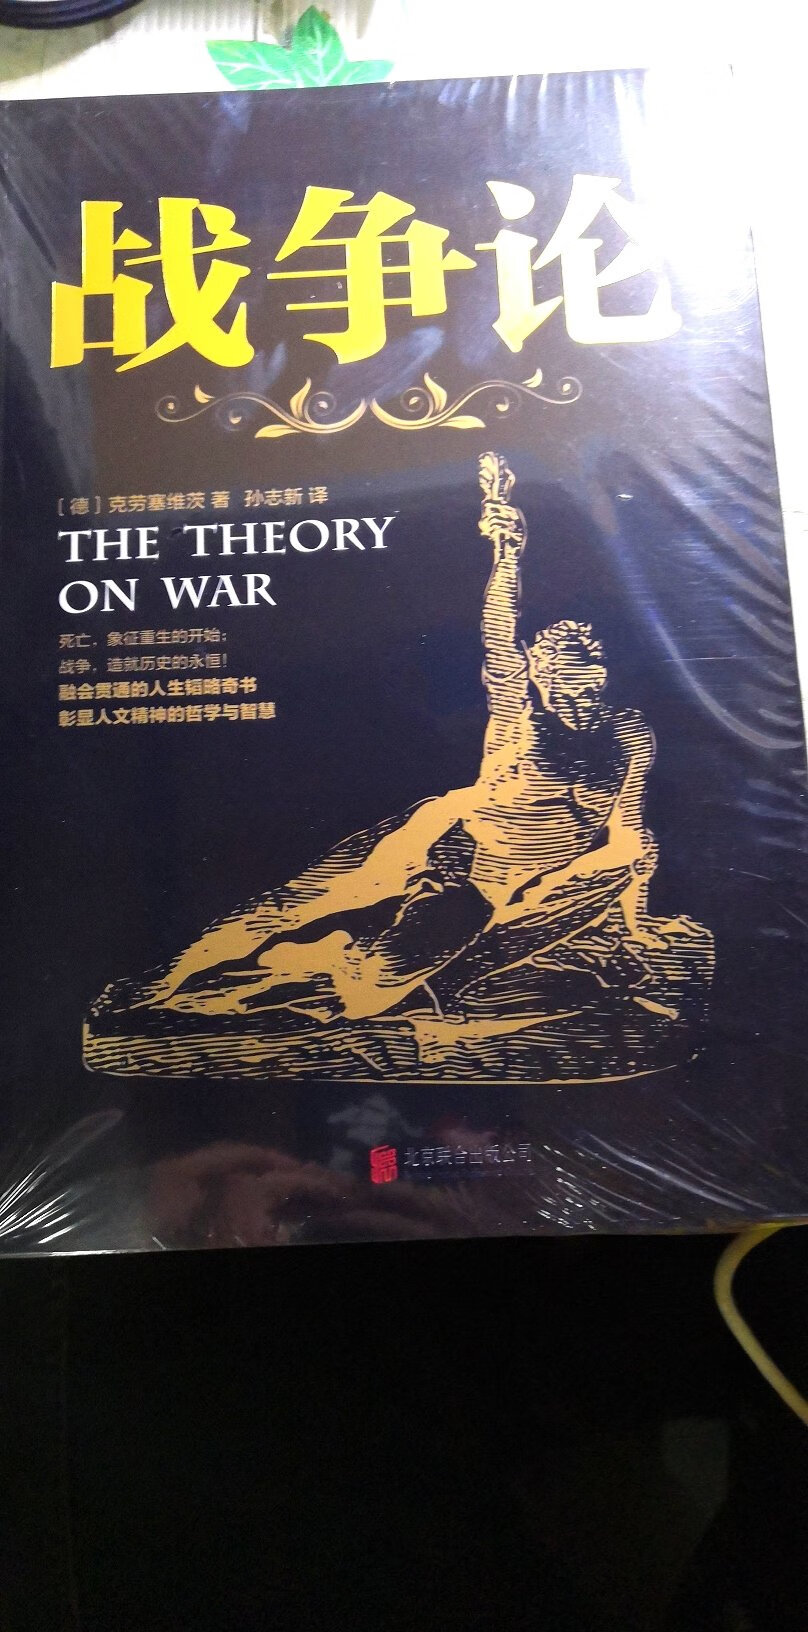 战争论
［德］克劳塞维茨 著 孙志新 译
THE THEORY
ON WAR
死亡，象征重生的开始；
战争，造就历史的永恒！
融会贯通的人生韬略奇书
彰显人文精神的哲学与智慧
北京联合出版公司